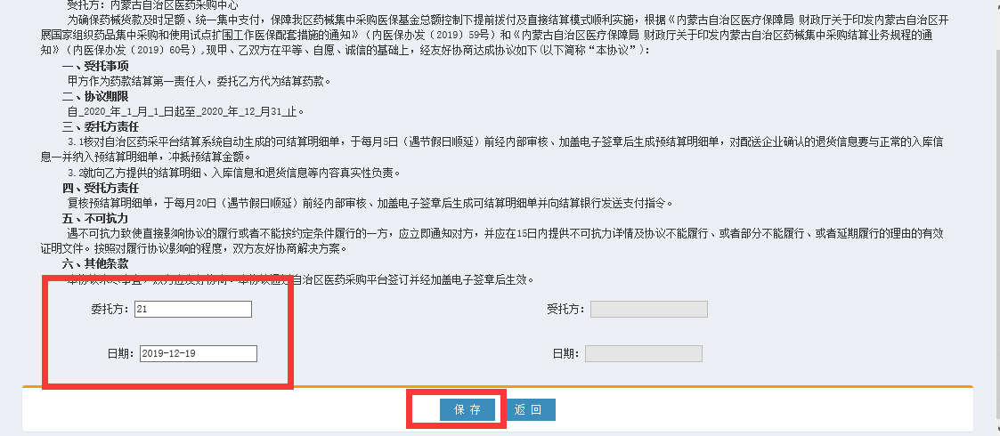 受托方：内蒙古自治区医药采购中心
为确保药械货款及时足额、统一集中支付，保障我区药械集中采购医保基金总额控制下提前拨付及直接结算模式顺利实施，根据《内蒙古自治区医疗保障局 财政厅关于印发内蒙古自治区开
展国家组织药品集中采购和使用试点扩围工作医保配套措施的通知》（内医保办发（2019）59号）和《内蒙古自治区医疗保障局 财政厅关于印发内蒙古自治区药械集中采购结算业务规程的通
知》（内医保办发（2019）60号）,现甲、乙双方在平等、自愿、诚信的基础上，经友好协商达成协议如下(以下简称“本协议”)：
一、受托事项
甲方作为药款结算第一责任人，委托乙方代为结算药款。
二、协议期限
自_2020_年_1_月_1_日起至_2020_年_12_月31_止。
三、委托方责任
3.1核对自治区药采平台结算系统自动生成的可结算明细单，于每月5日（遇节假日顺延）前经内部审核、加盖电子签章后生成预结算明细单，对配送企业确认的退货信息要与正常的入库信
息一并纳入预结算明细单，冲抵预结算金额。
3.2就向乙方提供的结算明细、入库信息和退货信息等内容真实性负责。
四、受托方责任
复核预结算明细单，于每月20日（遇节假日顺延）前经内部审核、加盖电子签章后生成可结算明细单并向结算银行发送支付指令。
五、不可抗力
遇不可抗力致使直接影响协议的履行或者不能按约定条件履行的一方，应立即通知对方，并应在15日内提供不可抗力详情及协议不能履行、或者部分不能履行、或者延期履行的理由的有效
证明文件。按照对履行协议影响的程度，双方友好协商解决方案。
六、其他条款
本协议未尽事宜，双方应友好协商。本协议通过自治区医药采购平台签订并经加盖电子签章后生效。
委托方：21 受托方：
日期：2019-12-19 日期：
保 存 返 回